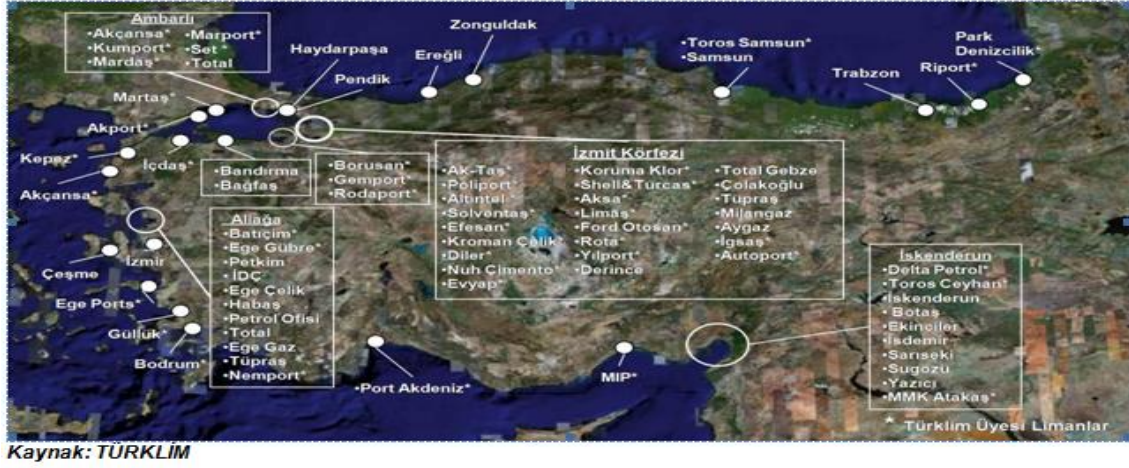 Ambarlı
•Akçansa* •Marport*
•Kumport* •Set *
•Mardaş* •Total
Haydarpaşa
Pendik
Zonguldak
Ereğli
•Toros Samsun*
•Samsun
Trabzon
Park
Denizcilik*
Riport*
Martaş*
Akport*
Kepez*
İçdaş*
Akçansa*
•Bandırma
•Bağfaş
•Borusan*
•Gemport*
•Rodaport*
İzmit Körfezi
•Ak-Taş* •Koruma Klor* •Total Gebze
•Poliport* •Shell&Turcas* •Çolakoğlu
•Altıntel •Aksa* •Tüpraş
•Solventaş* •Limaş* •Milangaz
•Efesan* •Ford Otosan* •Aygaz
•Kroman Çelik* •Rota* •İgsaş*
•Diler* •Yılport* •Autoport*
•Nuh Çimento* •Derince
•Evyap*
Aliağa
•Batıçim*
•Ege Gübre*
•Petkim
•İDC*
•Ege Çelik
•Habaş
•Petrol Ofisi
•Total
•Ege Gaz
•Tüpraş
•Nemport*
Çeşme
İzmir
Ege Ports*
Güllük*
Bodrum*
•Port Akdeniz*
MIP*
İskenderun
•Delta Petrol*
•Toros Ceyhan*
•İskenderun
• Botaş
•Ekinciler
•İsdemir
•Sarıseki
•Sugözü
•Yazıcı
•MMK Atakaş*
* Türklim Üyesi Limanlar
Kaynak: TÜRKLİM